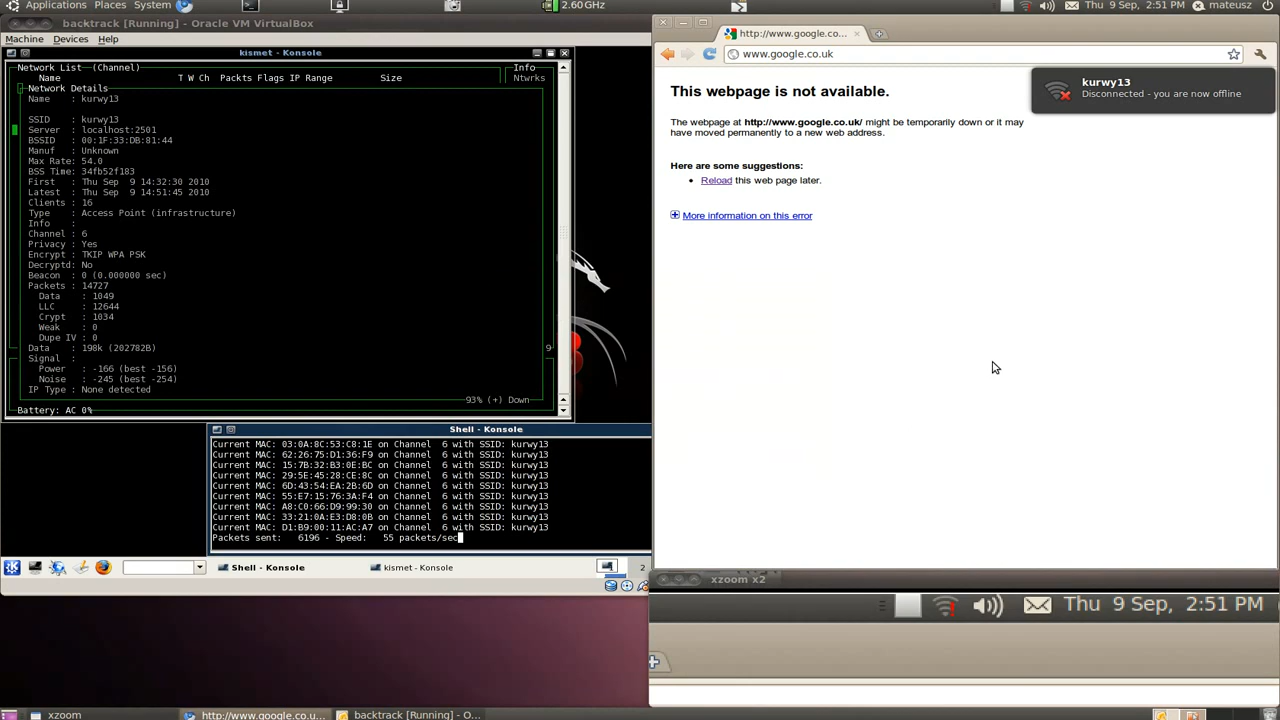 Applications Places System
2.60GHz
Thu 9 Sep, 2:51 PM mateusz
backtrack [Running] - Oracle VM VirtualBox
Machine Devices Help
kismet - Konsole
Network List—(Channel)
Name T W Ch Packts Flags IP Range Size
Info
Ntwrks
Network Details
Name : kurwy13
SSID : kurwy13
Server : localhost:2501
BSSID : 00:1F:33:DB:81:44
Manuf : Unknown
Max Rate: 54.0
BSS Time: 34fb52f183
First : Thu Sep 9 14:32:30 2010
Latest : Thu Sep 9 14:51:45 2010
Clients : 16
Type : Access Point (infrastructure)
Info :
Channel : 6
Privacy : Yes
Encrypt : TKIP WPA PSK
Decryptd: No
Beacon : 0 (0.000000 sec)
Packets : 14727
Data : 1049
LLC : 12644
Crypt : 1034
Weak : 0
Dupe IV : 0
Data : 198k (202782B)
9
Signal :
Power : -166 (best -156)
Noise : -245 (best -254)
IP Type : None detected
93% (+) Down
Battery: AC 0%
Shell - Konsole
Current MAC: 03:0A:8C:53:C8:1E on Channel 6 with SSID: kurwy13
Current MAC: 62:26:75:D1:36:F9 on Channel 6 with SSID: kurwy13
Current MAC: 15:7B:32:B3:0E:BC on Channel 6 with SSID: kurwy13
Current MAC: 29:5E:45:28:CE:8C on Channel 6 with SSID: kurwy13
Current MAC: 6D:43:54:EA:2B:6D on Channel 6 with SSID: kurwy13
Current MAC: 55:E7:15:76:3A:F4 on Channel 6 with SSID: kurwy13
Current MAC: A8:C0:66:D9:99:30 on Channel 6 with SSID: kurwy13
Current MAC: 33:21:0A:E3:D8:0B on Channel 6 with SSID: kurwy13
Current MAC: D1:B9:00:11:AC:A7 on Channel 6 with SSID: kurwy13
Packets sent: 6196 - Speed: 55 packets/sec
Shell - Konsole
kismet - Konsole
2
http://www.google.co...
www.google.co.uk
This webpage is not available.
The webpage at http://www.google.co.uk/ might be temporarily down or it may
have moved permanently to a new web address.
Here are some suggestions:
• Reload this web page later.
More information on this error
kurwy13
Disconnected - you are now offline
xzoom x2
Thu 9 Sep, 2:51 PM
xzoom
http://www.google.co.u...
backtrack [Running] - O...